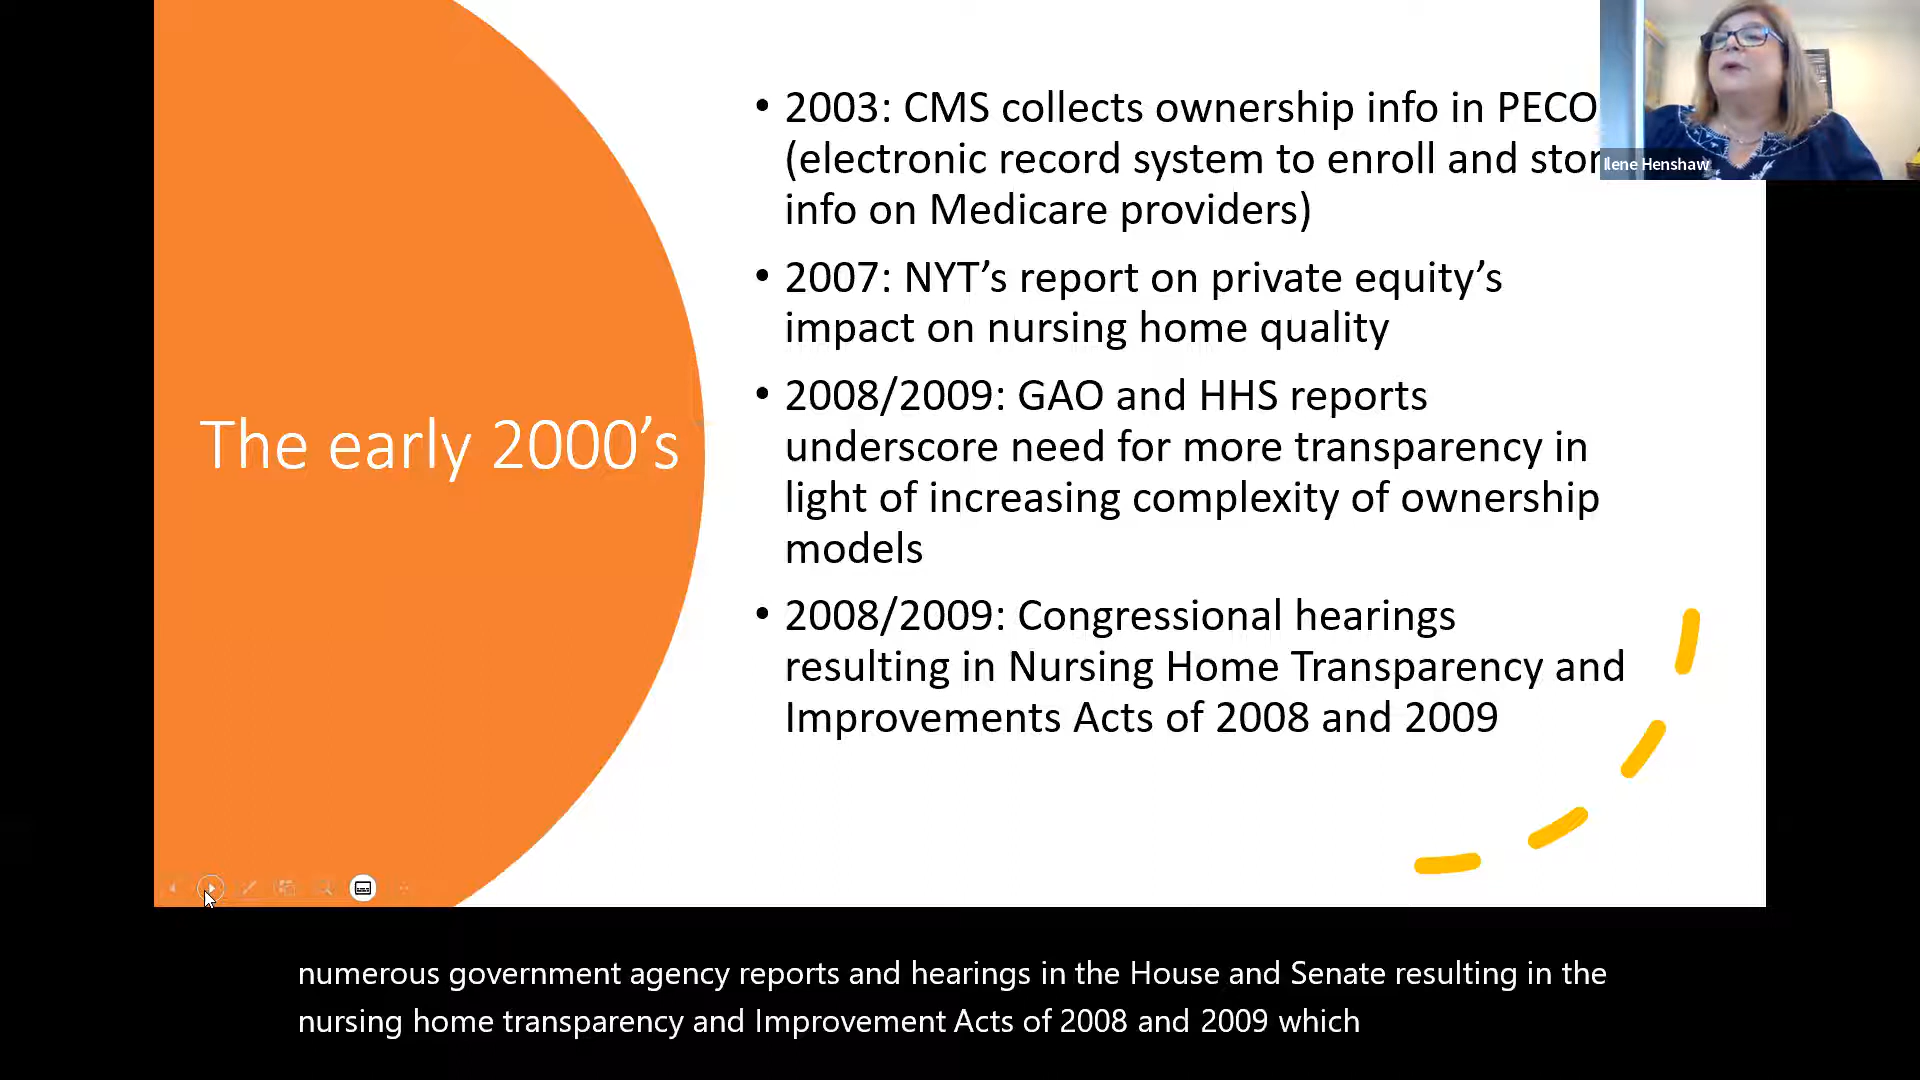 The early 2000's
• 2003: CMS collects ownership info in PECO
(electronic record system to enroll and stor
info on Medicare providers)
• 2007: NYT's report on private equity's
impact on nursing home quality
• 2008/2009: GAO and HHS reports
underscore need for more transparency in
light of increasing complexity of ownership
models
• 2008/2009: Congressional hearings
resulting in Nursing Home Transparency and
Improvements Acts of 2008 and 2009
Ilene Henshaw
numerous government agency reports and hearings in the House and Senate resulting in the
nursing home transparency and Improvement Acts of 2008 and 2009 which